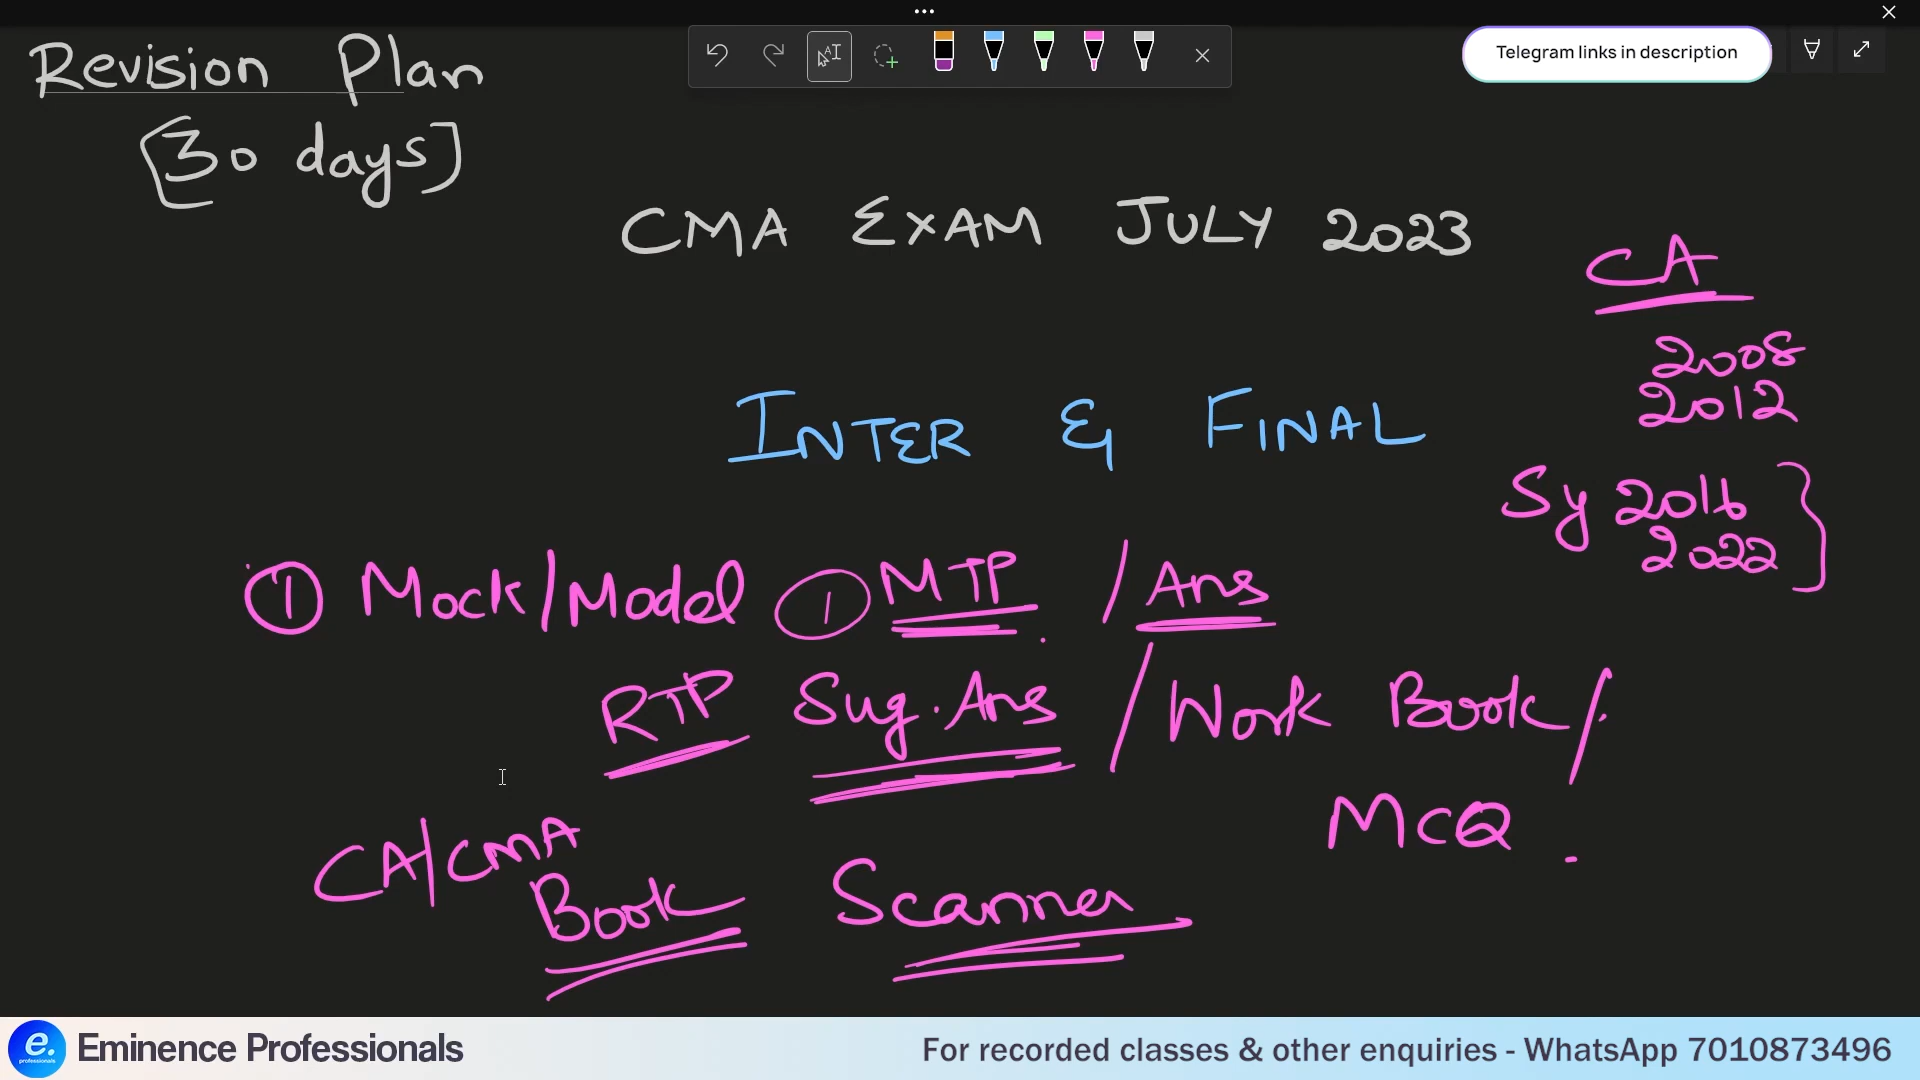 Revision Plan
[30 days]
Telegram links in description
CMA EXAM JULY 2023
CA
2008
2012
INTER & FINAL
Sy 2016
2022
① Mock/Model ① MTP / Ans
RTP Sug. Ans / Work Book /
MCQ
CA/CMA
Book Scanner
e.
professionals
Eminence Professionals
For recorded classes & other enquiries - WhatsApp 7010873496